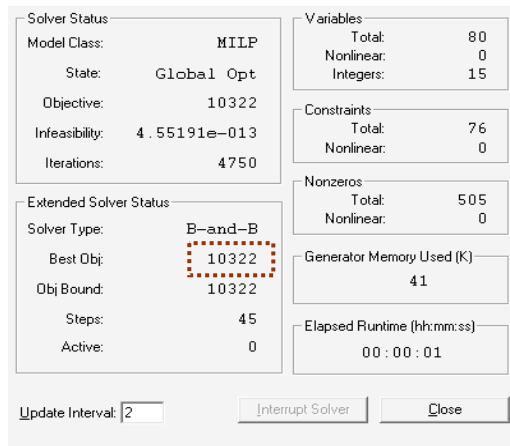 Solver Status
Model Class: MILP
State: Global Opt
Objective: 10322
Infeasibility: 4.55191e-013
Iterations: 4750
Extended Solver Status
Solver Type: B-and-B
Best Obj: 10322
Obj Bound: 10322
Steps: 45
Active: 0
Variables
Total: 80
Nonlinear: 0
Integers: 15
Constraints
Total: 76
Nonlinear: 0
Nonzeros
Total: 505
Nonlinear: 0
Generator Memory Used (K)
41
Elapsed Runtime (hh:mm:ss)
00:00:01
Update Interval: 2
Interrupt Solver
Close